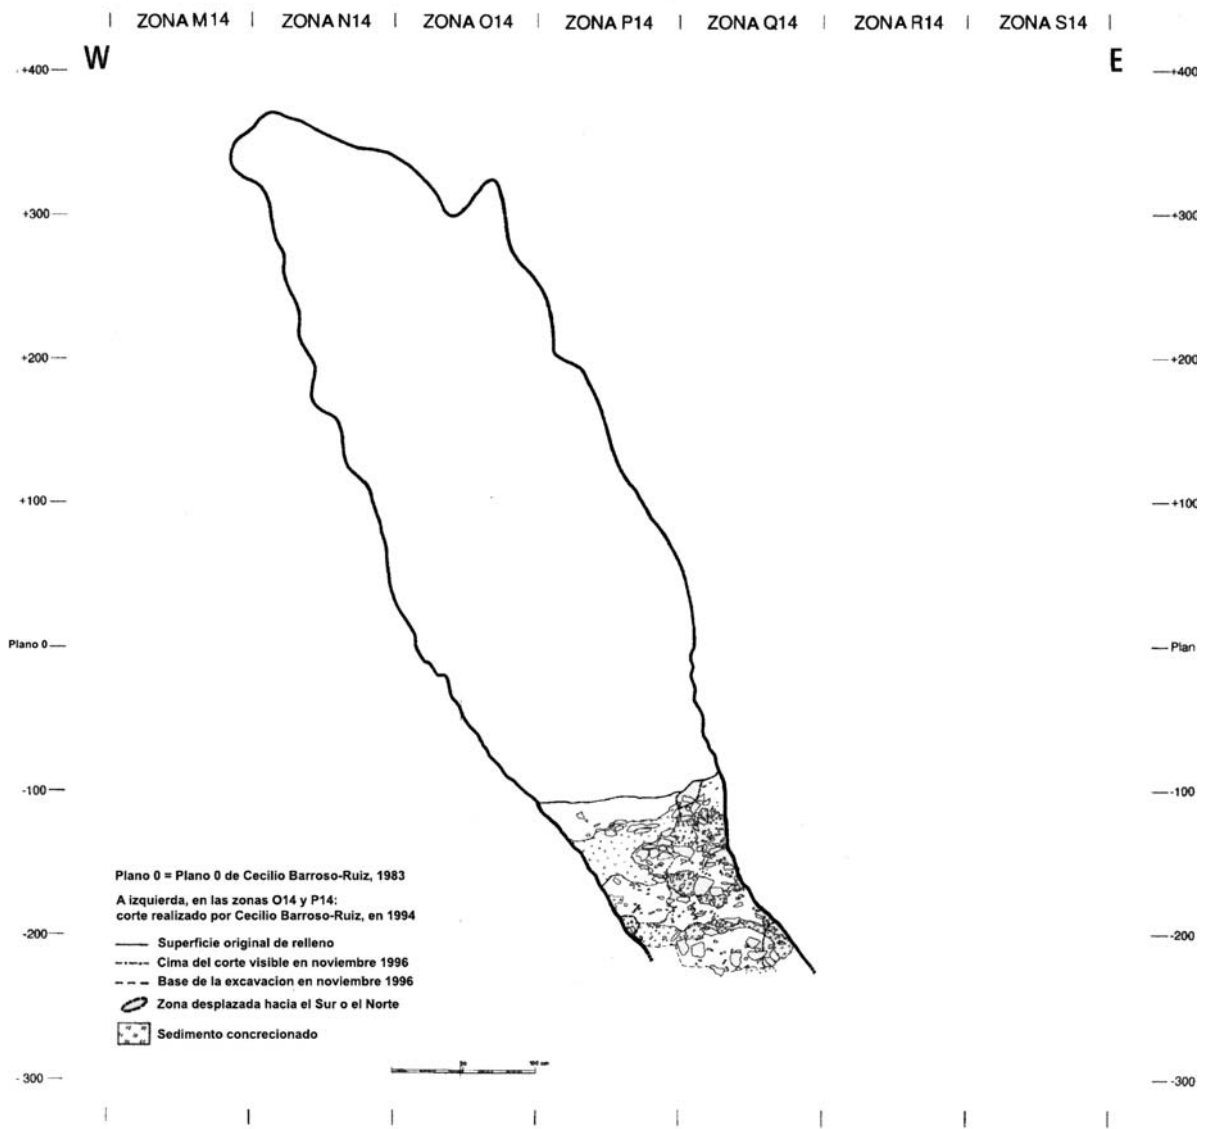 ZONA M14 ZONA N14 ZONA O14 ZONA P14 ZONA Q14 ZONA R14 ZONA S14
W E
+400 +400
+300 +300
+200 +200
+100 +100
Plano 0 Plan
-100 -100
Plano 0 = Plano 0 de Cecilio Barroso-Ruiz, 1983
A izquierda, en las zonas O14 y P14:
corte realizado por Cecilio Barroso-Ruiz, en 1994
-200 -200
Superficie original de relleno
Cima del corte visible en noviembre 1996
Base de la excavacion en noviembre 1996
Zona desplazada hacia el Sur o el Norte
Sedimento concrecionado
50 100 cm
-300 -300